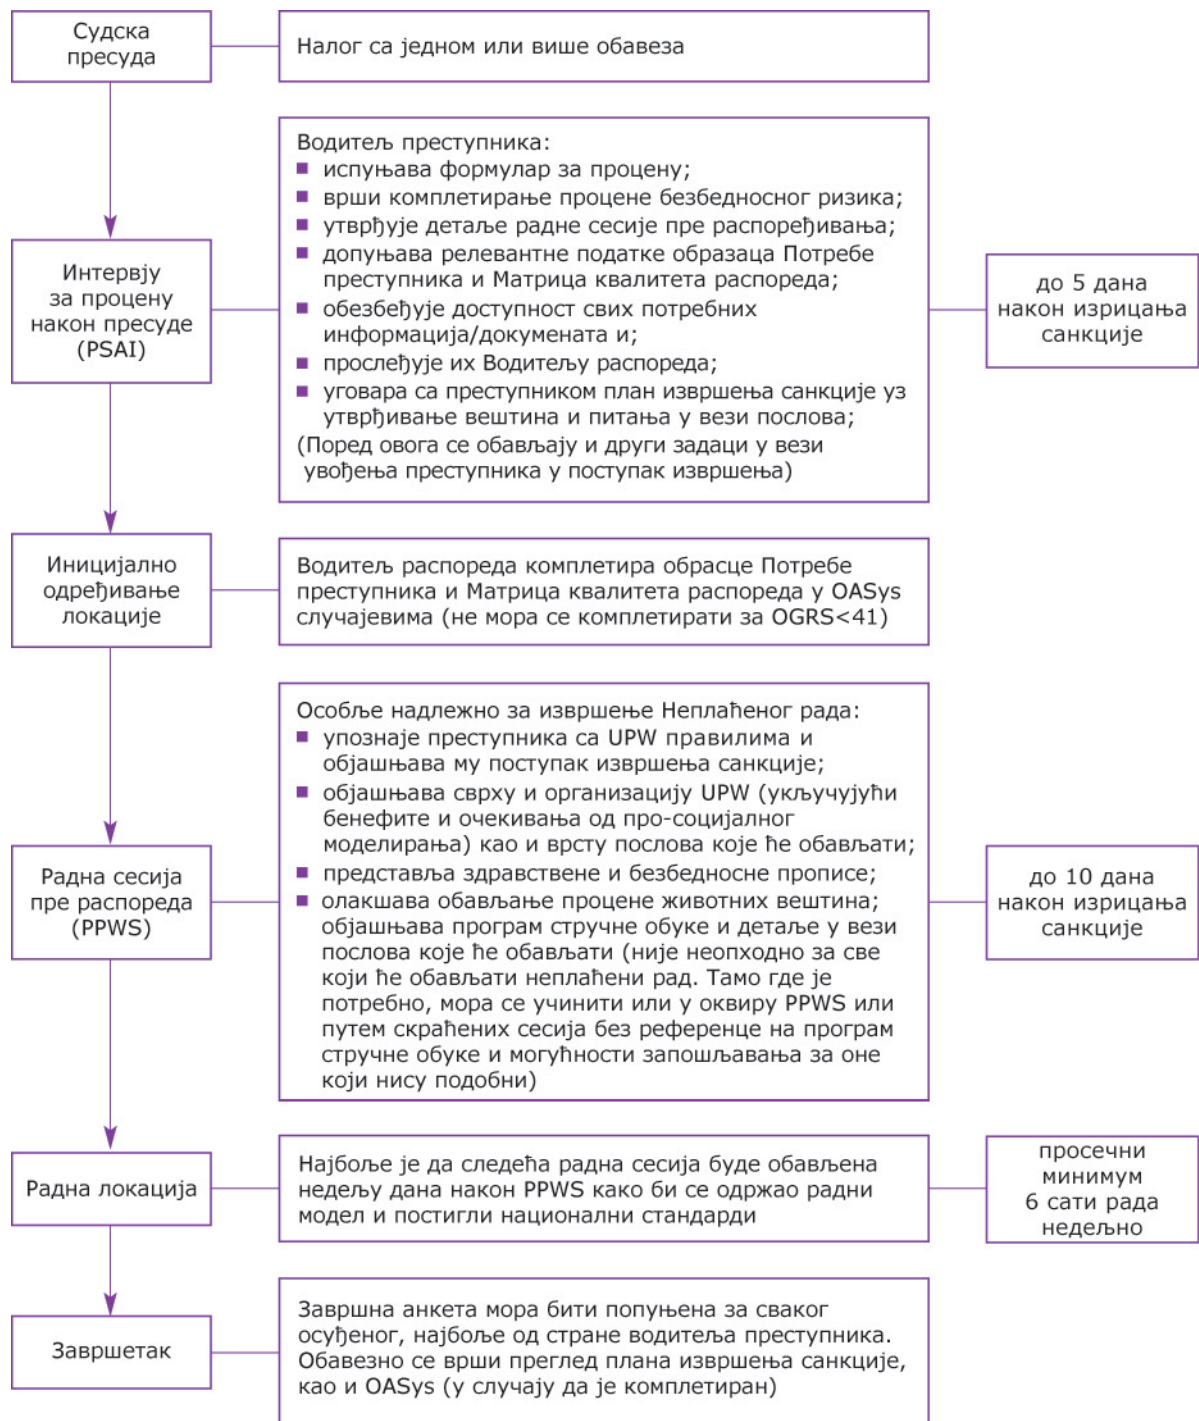 Судска
пресуда
Налог са једном или више обавеза
Интервју
за процену
након пресуде
(PSAI)
Водитељ преступника:
■ испуњава формулар за процену;
■ врши комплетирање процене безбедносног ризика;
■ утврђује детаље радне сесије пре распоређивања;
■ допуњава релевантне податке образаца Потребе
преступника и Матрица квалитета распореда;
■ обезбеђује доступност свих потребних
информација/докумената и;
■ прослеђује их Водитељу распореда;
■ уговара са преступником план извршења санкције уз
утврђивање вештина и питања у вези послова;
(Поред овога се обављају и други задаци у вези
увођења преступника у поступак извршења)
до 5 дана
након изрицања
санкције
Иницијално
одређивање
локације
Водитељ распореда комплетира обрасце Потребе
преступника и Матрица квалитета распореда у OASys
случајевима (не мора се комплетирати за OGRS<41)
Радна сесија
пре распореда
(PPWS)
Особље надлежно за извршење Неплаћеног рада:
■ упознаје преступника са UPW правилима и
објашњава му поступак извршења санкције;
■ објашњава сврху и организацију UPW (укључујући
бенефите и очекивања од про-социјалног
моделирања) као и врсту послова које ће обављати;
■ представља здравствене и безбедносне прописе;
■ олакшава обављање процене животних вештина;
објашњава програм стручне обуке и детаље у вези
послова које ће обављати (није неопходно за све
који ће обављати неплаћени рад. Тамо где је
потребно, мора се учинити или у оквиру PPWS или
путем скраћених сесија без референце на програм
стручне обуке и могућности запошљавања за оне
који нису подобни)
до 10 дана
након изрицања
санкције
Радна локација
Најбоље је да следећа радна сесија буде обављена
недељу дана након PPWS како би се одржао радни
модел и постигли национални стандарди
просечни
минимум
6 сати рада
недељно
Завршетак
Завршна анкета мора бити попуњена за сваког
осуђеног, најбоље од стране водитеља преступника.
Обавезно се врши преглед плана извршења санкције,
као и OASys (у случају да је комплетиран)